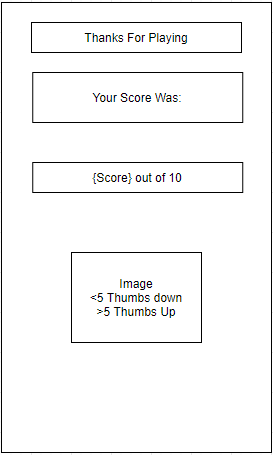 Thanks For Playing
Your Score Was:
{Score} out of 10
Image
<5 Thumbs down
>5 Thumbs Up